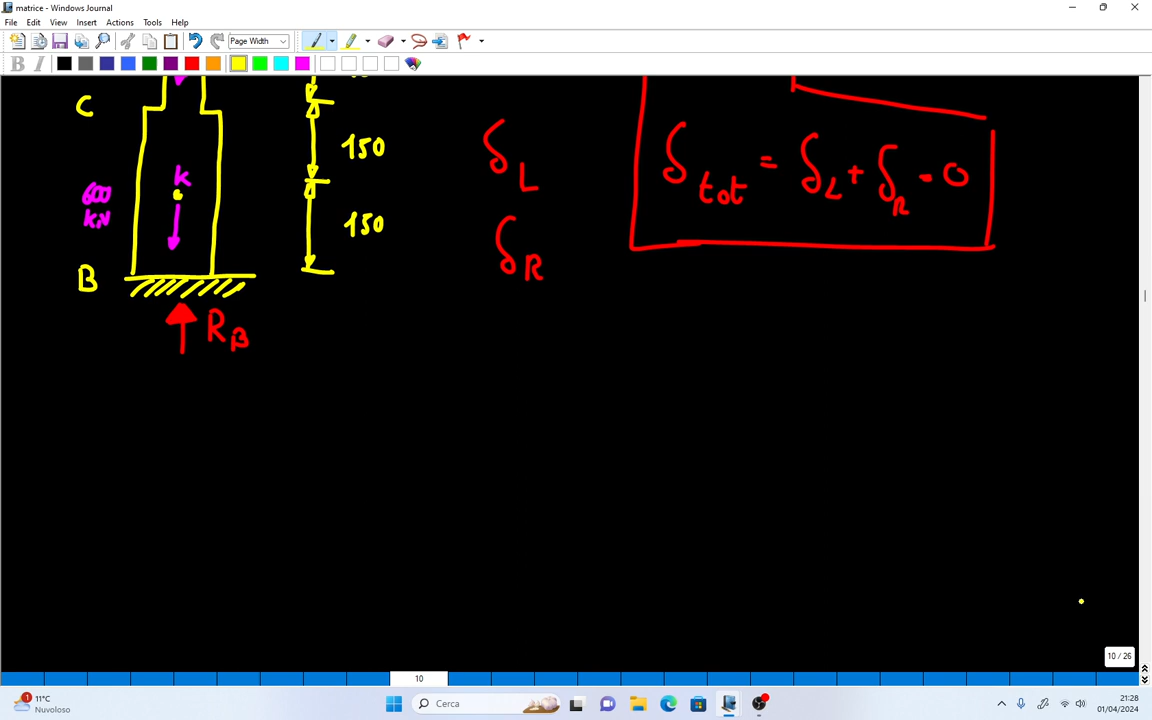 matrice - Windows Journal
File Edit View Insert Actions Tools Help
Page Width
B I
C
150
δL
δtot = δL + δR = 0
k
600
kN
150
δR
B
RB
10 / 26
10
1
11°C
Nuvoloso
Cerca
21:28
01/04/2024